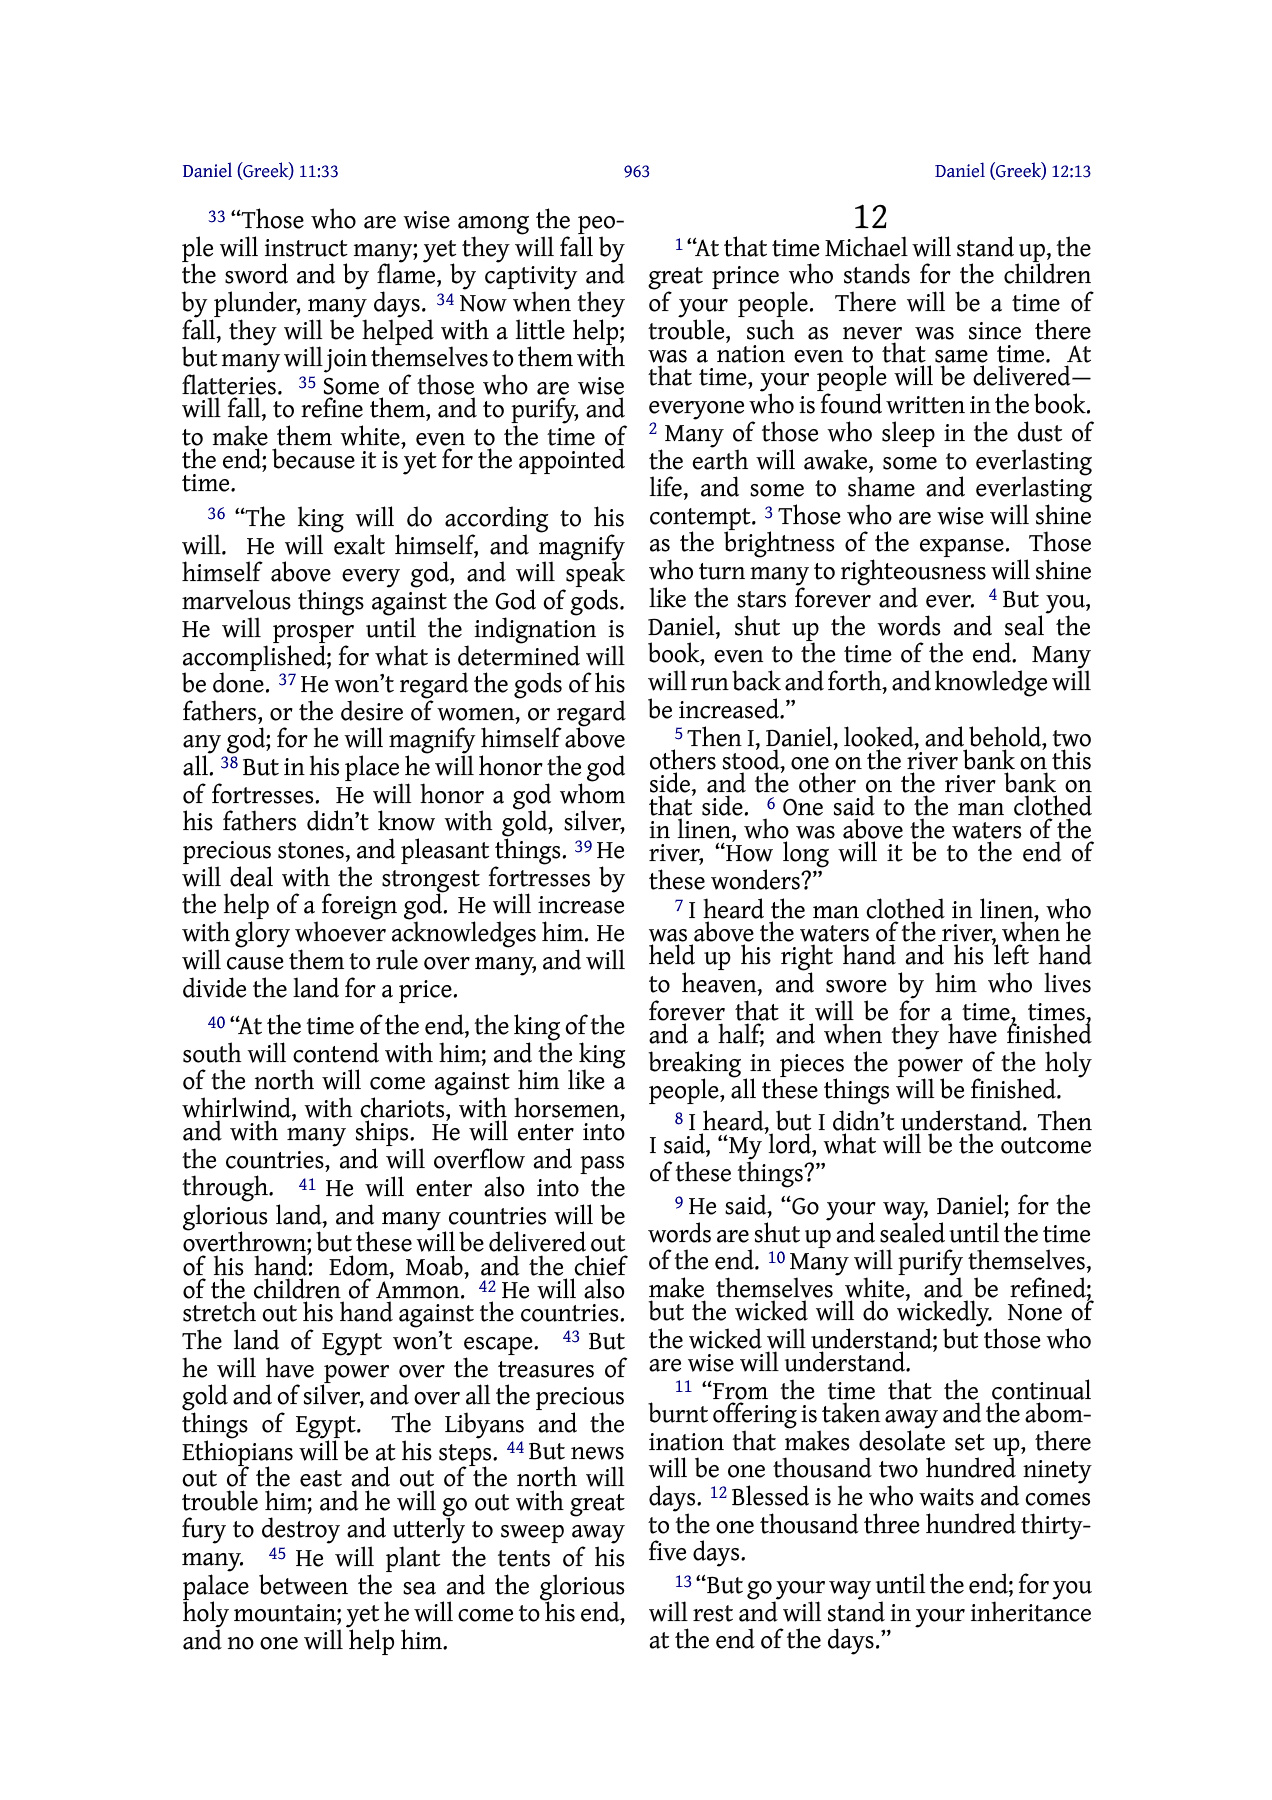 Daniel (Greek) 11:33 963 Daniel (Greek) 12:13
33 “Those who are wise among the peo-
ple will instruct many; yet they will fall by
the sword and by flame, by captivity and
by plunder, many days. 34 Now when they
fall, they will be helped with a little help;
but many will join themselves to them with
flatteries. 35 Some of those who are wise
will fall, to refine them, and to purify, and
to make them white, even to the time of
the end; because it is yet for the appointed
time.
36 “The king will do according to his
will. He will exalt himself, and magnify
himself above every god, and will speak
marvelous things against the God of gods.
He will prosper until the indignation is
accomplished; for what is determined will
be done. 37 He won’t regard the gods of his
fathers, or the desire of women, or regard
any god; for he will magnify himself above
all. 38 But in his place he will honor the god
of fortresses. He will honor a god whom
his fathers didn’t know with gold, silver,
precious stones, and pleasant things. 39 He
will deal with the strongest fortresses by
the help of a foreign god. He will increase
with glory whoever acknowledges him. He
will cause them to rule over many, and will
divide the land for a price.
40 “At the time of the end, the king of the
south will contend with him; and the king
of the north will come against him like a
whirlwind, with chariots, with horsemen,
and with many ships. He will enter into
the countries, and will overflow and pass
through. 41 He will enter also into the
glorious land, and many countries will be
overthrown; but these will be delivered out
of his hand: Edom, Moab, and the chief
of the children of Ammon. 42 He will also
stretch out his hand against the countries.
The land of Egypt won’t escape. 43 But
he will have power over the treasures of
gold and of silver, and over all the precious
things of Egypt. The Libyans and the
Ethiopians will be at his steps. 44 But news
out of the east and out of the north will
trouble him; and he will go out with great
fury to destroy and utterly to sweep away
many. 45 He will plant the tents of his
palace between the sea and the glorious
holy mountain; yet he will come to his end,
and no one will help him.
12
1 “At that time Michael will stand up, the
great prince who stands for the children
of your people. There will be a time of
trouble, such as never was since there
was a nation even to that same time. At
that time, your people will be delivered—
everyone who is found written in the book.
2 Many of those who sleep in the dust of
the earth will awake, some to everlasting
life, and some to shame and everlasting
contempt. 3 Those who are wise will shine
as the brightness of the expanse. Those
who turn many to righteousness will shine
like the stars forever and ever. 4 But you,
Daniel, shut up the words and seal the
book, even to the time of the end. Many
will run back and forth, and knowledge will
be increased.”
5 Then I, Daniel, looked, and behold, two
others stood, one on the river bank on this
side, and the other on the river bank on
that side. 6 One said to the man clothed
in linen, who was above the waters of the
river, “How long will it be to the end of
these wonders?”
7 I heard the man clothed in linen, who
was above the waters of the river, when he
held up his right hand and his left hand
to heaven, and swore by him who lives
forever that it will be for a time, times,
and a half; and when they have finished
breaking in pieces the power of the holy
people, all these things will be finished.
8 I heard, but I didn’t understand. Then
I said, “My lord, what will be the outcome
of these things?”
9 He said, “Go your way, Daniel; for the
words are shut up and sealed until the time
of the end. 10 Many will purify themselves,
make themselves white, and be refined;
but the wicked will do wickedly. None of
the wicked will understand; but those who
are wise will understand.
11 “From the time that the continual
burnt offering is taken away and the abom-
ination that makes desolate set up, there
will be one thousand two hundred ninety
days. 12 Blessed is he who waits and comes
to the one thousand three hundred thirty-
five days.
13 “But go your way until the end; for you
will rest and will stand in your inheritance
at the end of the days.”